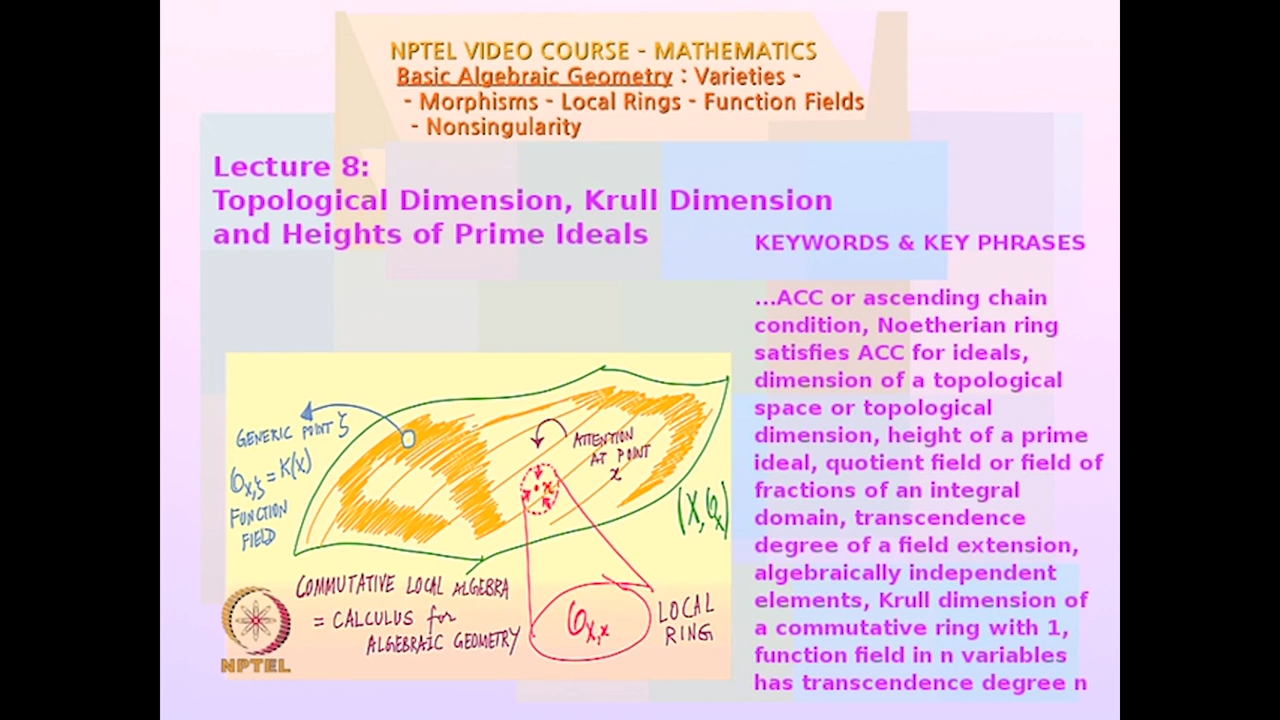 NPTEL VIDEO COURSE - MATHEMATICS
Basic Algebraic Geometry : Varieties -
- Morphisms - Local Rings - Function Fields
- Nonsingularity
Lecture 8:
Topological Dimension, Krull Dimension
and Heights of Prime Ideals
KEYWORDS & KEY PHRASES
...ACC or ascending chain
condition, Noetherian ring
satisfies ACC for ideals,
dimension of a topological
space or topological
dimension, height of a prime
ideal, quotient field or field of
fractions of an integral
domain, transcendence
degree of a field extension,
algebraically independent
elements, Krull dimension of
a commutative ring with 1,
function field in n variables
has transcendence degree n
GENERIC POINT ζ
O_{X,ζ} = K(X)
FUNCTION
FIELD
ATTENTION
AT POINT
x
(X, O_X)
COMMUTATIVE LOCAL ALGEBRA
= CALCULUS for
ALGEBRAIC GEOMETRY
O_{X,x}
LOCAL
RING
NPTEL